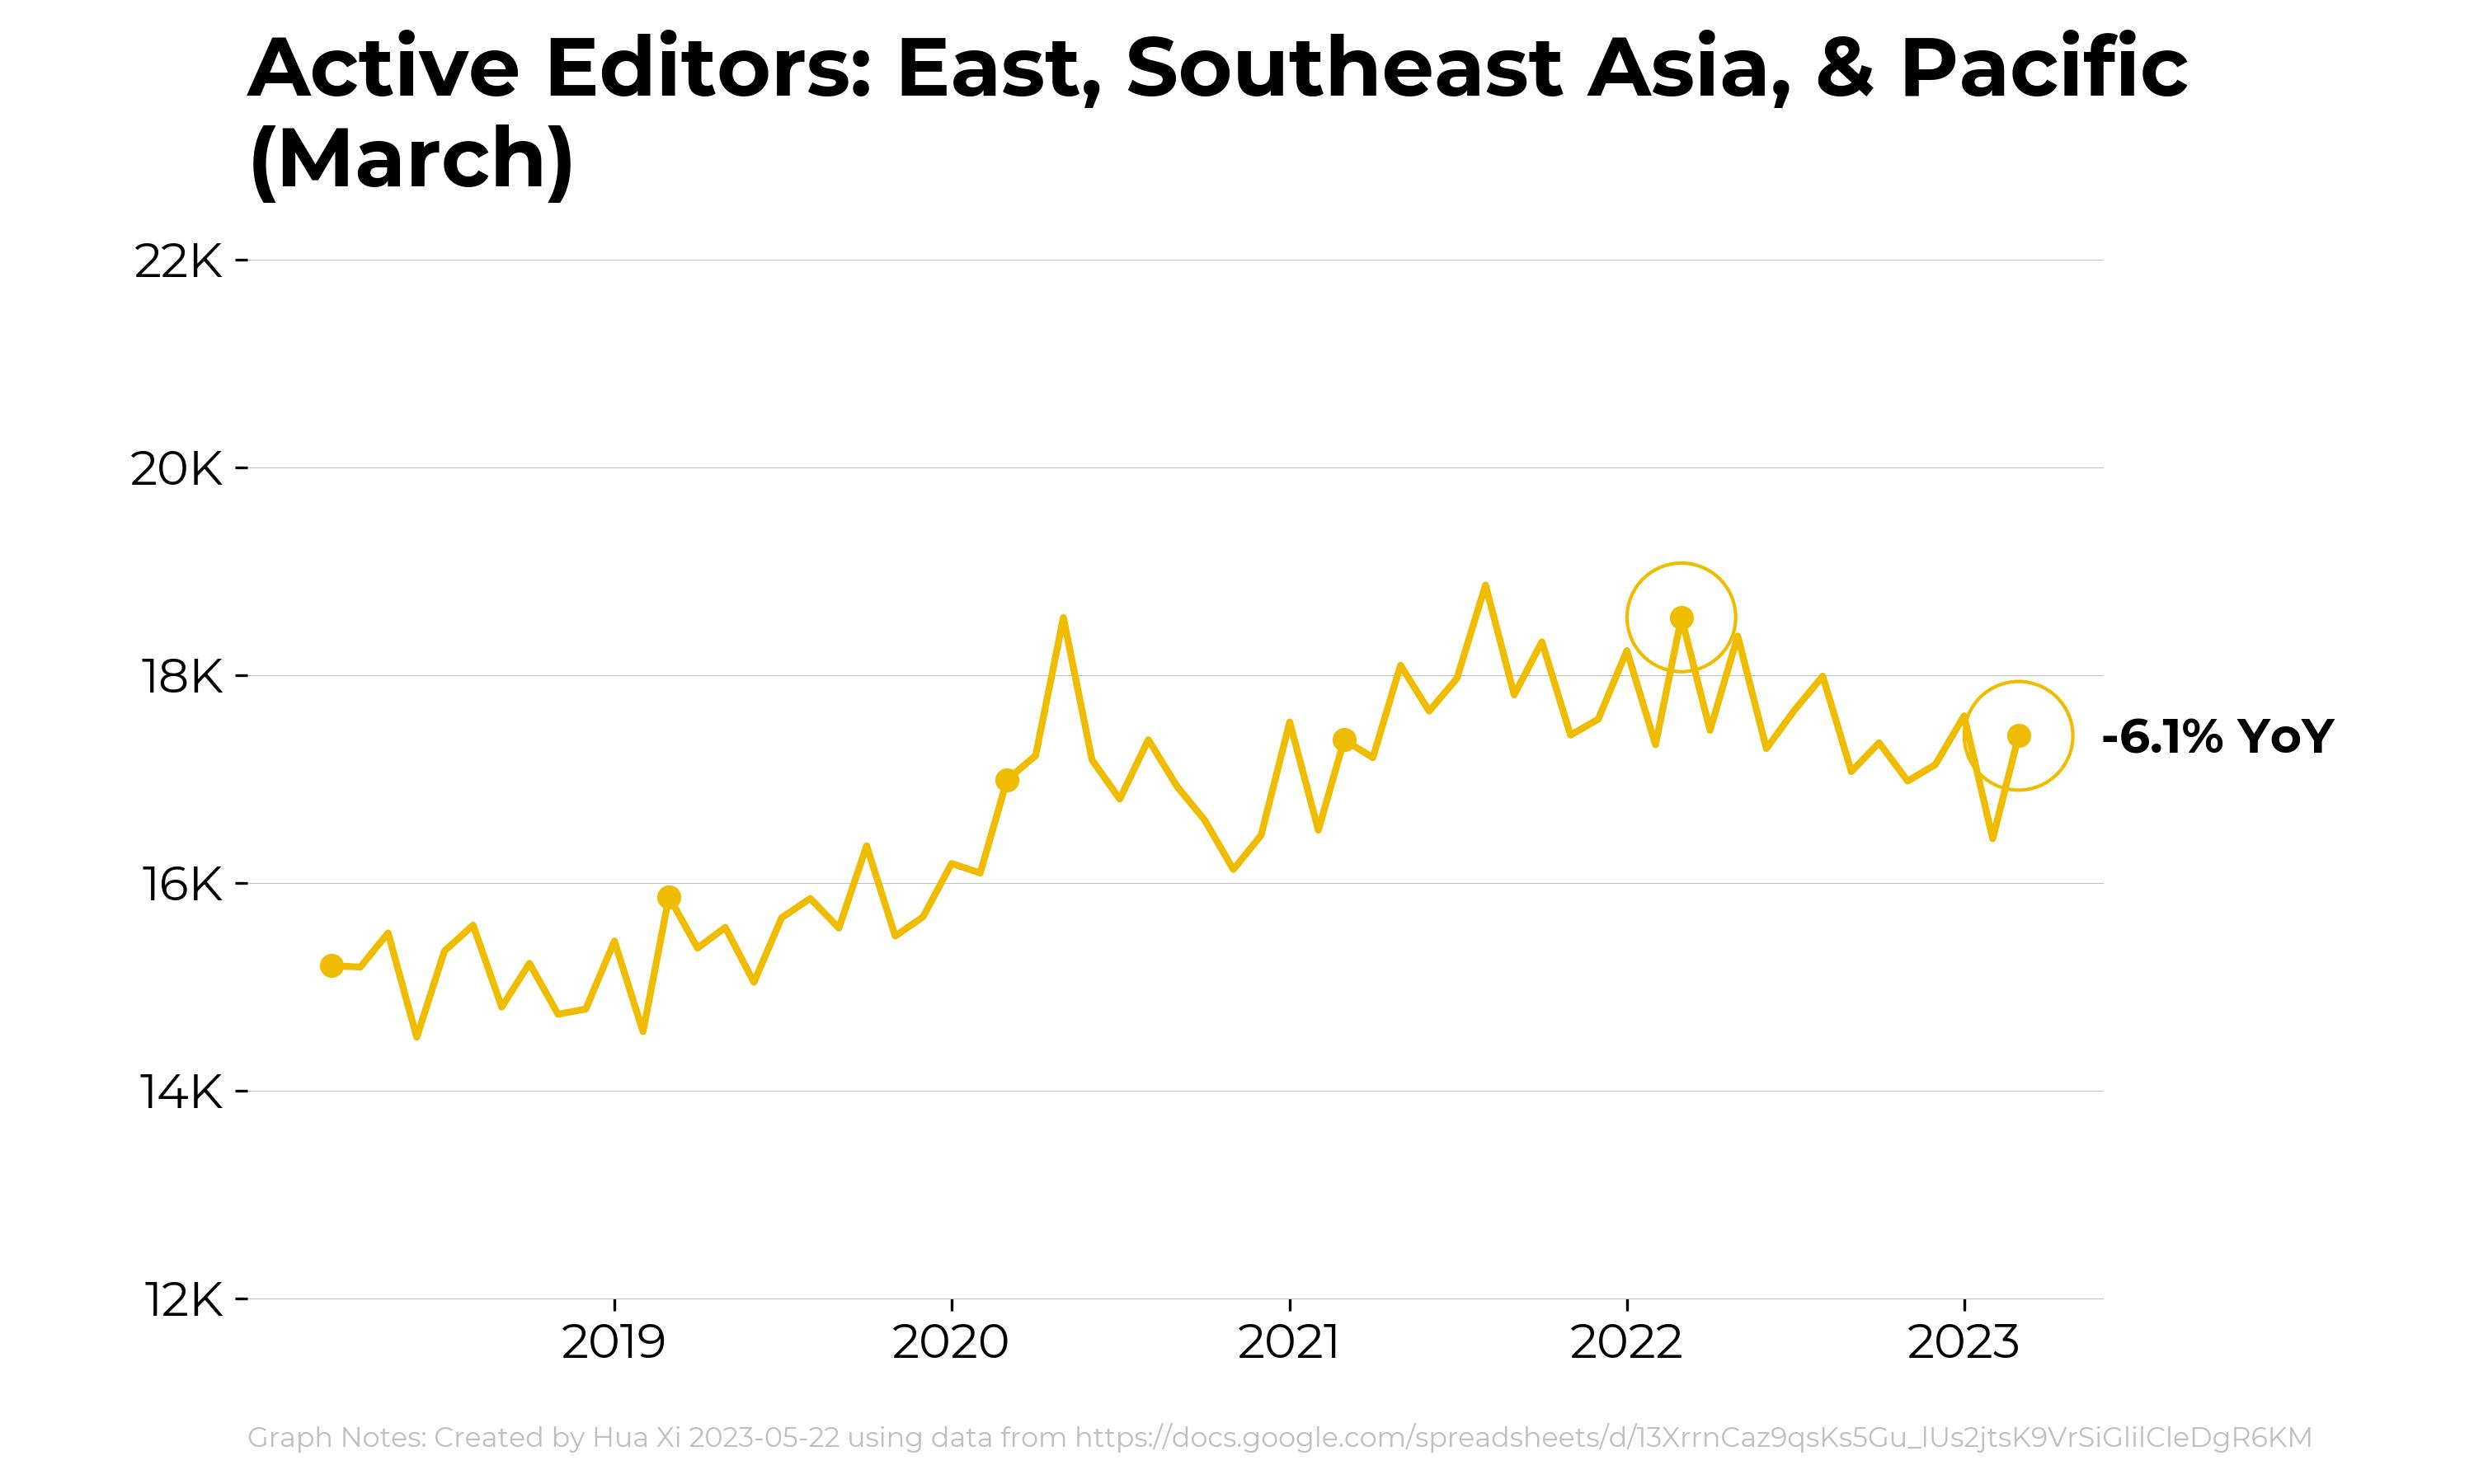 Active Editors: East, Southeast Asia, & Pacific
(March)
22K
20K
18K
16K
14K
12K
-6.1% YoY
2019
2020
2021
2022
2023
Graph Notes: Created by Hua Xi 2023-05-22 using data from https://docs.google.com/spreadsheets/d/13XrrnCaz9qsKs5Gu_lUs2jtsK9VrSiGlilCleDgR6KM